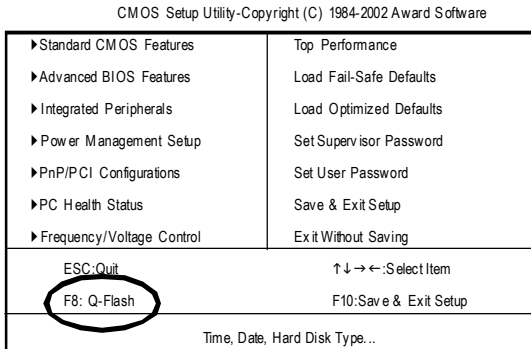 CMOS Setup Utility-Copyright (C) 1984-2002 Award Software
▶Standard CMOS Features
▶Advanced BIOS Features
▶Integrated Peripherals
▶Power Management Setup
▶PnP/PCI Configurations
▶PC Health Status
▶Frequency/Voltage Control
Top Performance
Load Fail-Safe Defaults
Load Optimized Defaults
Set Supervisor Password
Set User Password
Save & Exit Setup
Exit Without Saving
ESC:Quit
↑↓→←:Select Item
F8: Q-Flash
F10:Save & Exit Setup
Time, Date, Hard Disk Type...